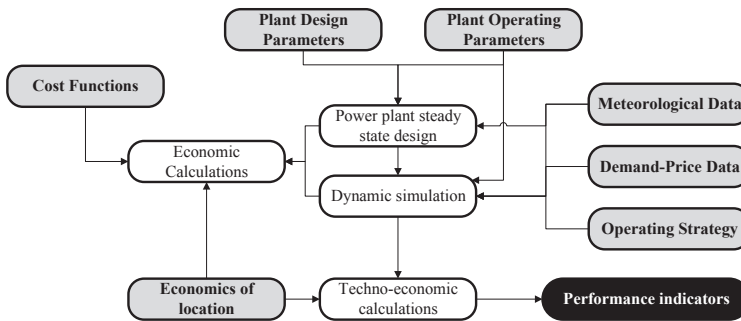 Plant Design
Parameters
Plant Operating
Parameters
Cost Functions
Power plant steady
state design
Meteorological Data
Economic
Calculations
Demand-Price Data
Dynamic simulation
Operating Strategy
Economics of
location
Techno-economic
calculations
Performance indicators